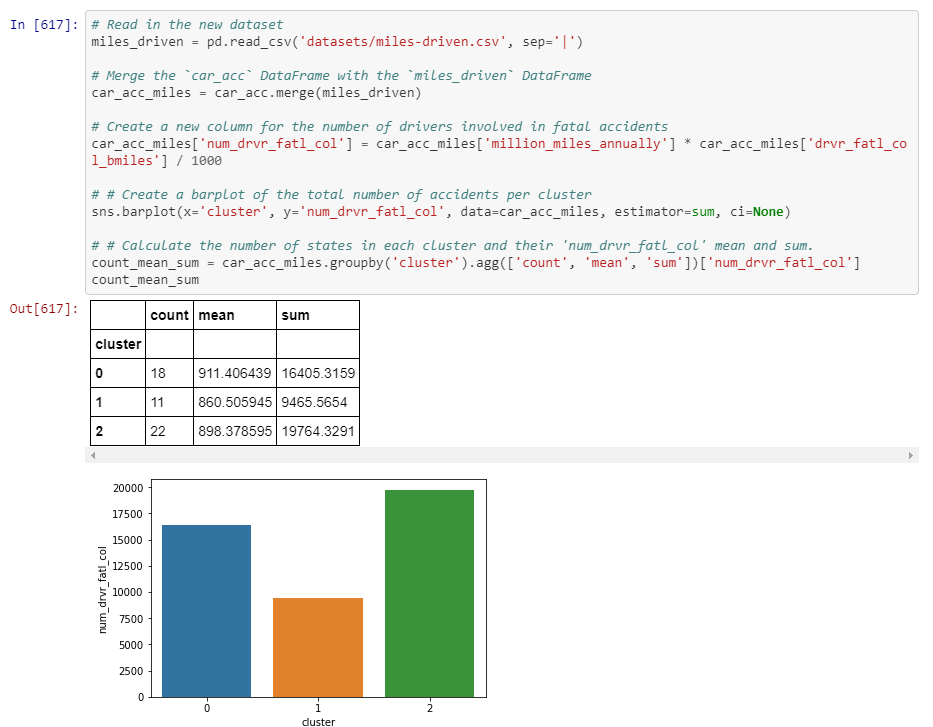 In [617]:
# Read in the new dataset
miles_driven = pd.read_csv('datasets/miles-driven.csv', sep='|')
# Merge the `car_acc` DataFrame with the `miles_driven` DataFrame
car_acc_miles = car_acc.merge(miles_driven)
# Create a new column for the number of drivers involved in fatal accidents
car_acc_miles['num_drvr_fatl_col'] = car_acc_miles['million_miles_annually'] * car_acc_miles['drvr_fatl_co
l_bmiles'] / 1000
# # Create a barplot of the total number of accidents per cluster
sns.barplot(x='cluster', y='num_drvr_fatl_col', data=car_acc_miles, estimator=sum, ci=None)
# # Calculate the number of states in each cluster and their 'num_drvr_fatl_col' mean and sum.
count_mean_sum = car_acc_miles.groupby('cluster').agg(['count', 'mean', 'sum'])['num_drvr_fatl_col']
count_mean_sum
Out[617]:
count mean sum
cluster
0 18 911.406439 16405.3159
1 11 860.505945 9465.5654
2 22 898.378595 19764.3291
20000
17500
15000
12500
10000
7500
5000
2500
0
num_drvr_fatl_col
0 1 2
cluster